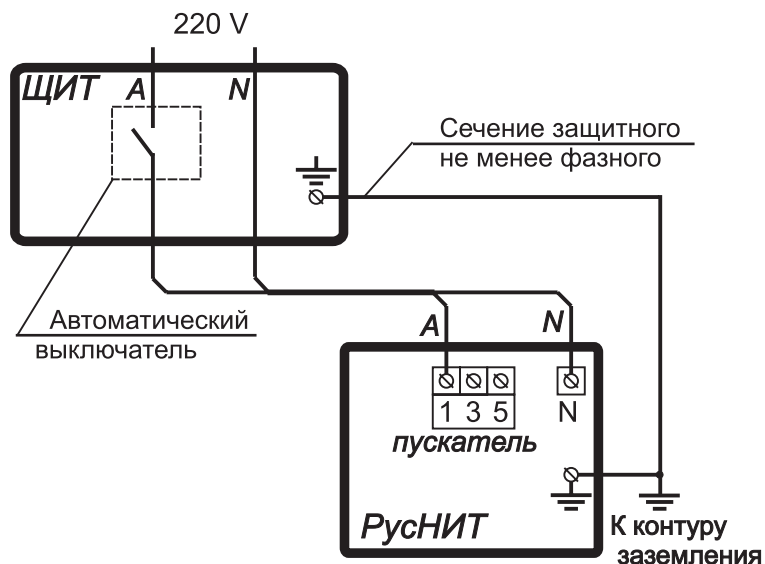 220 V
ЩИТ
A
N
Сечение защитного
не менее фазного
Автоматический
выключатель
A
N
1 3 5
N
пускатель
РусНИТ
К контуру
заземления